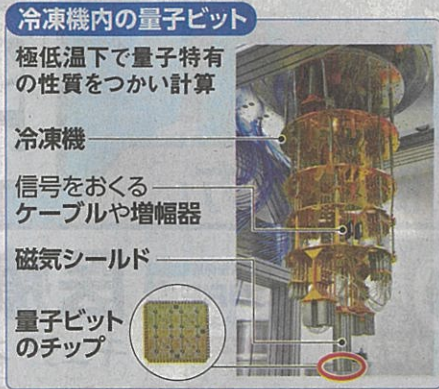 冷凍機内の量子ビット
極低温下で量子特有
の性質をつかい計算
冷凍機
信号をおくる
ケーブルや増幅器
磁気シールド
量子ビット
のチップ